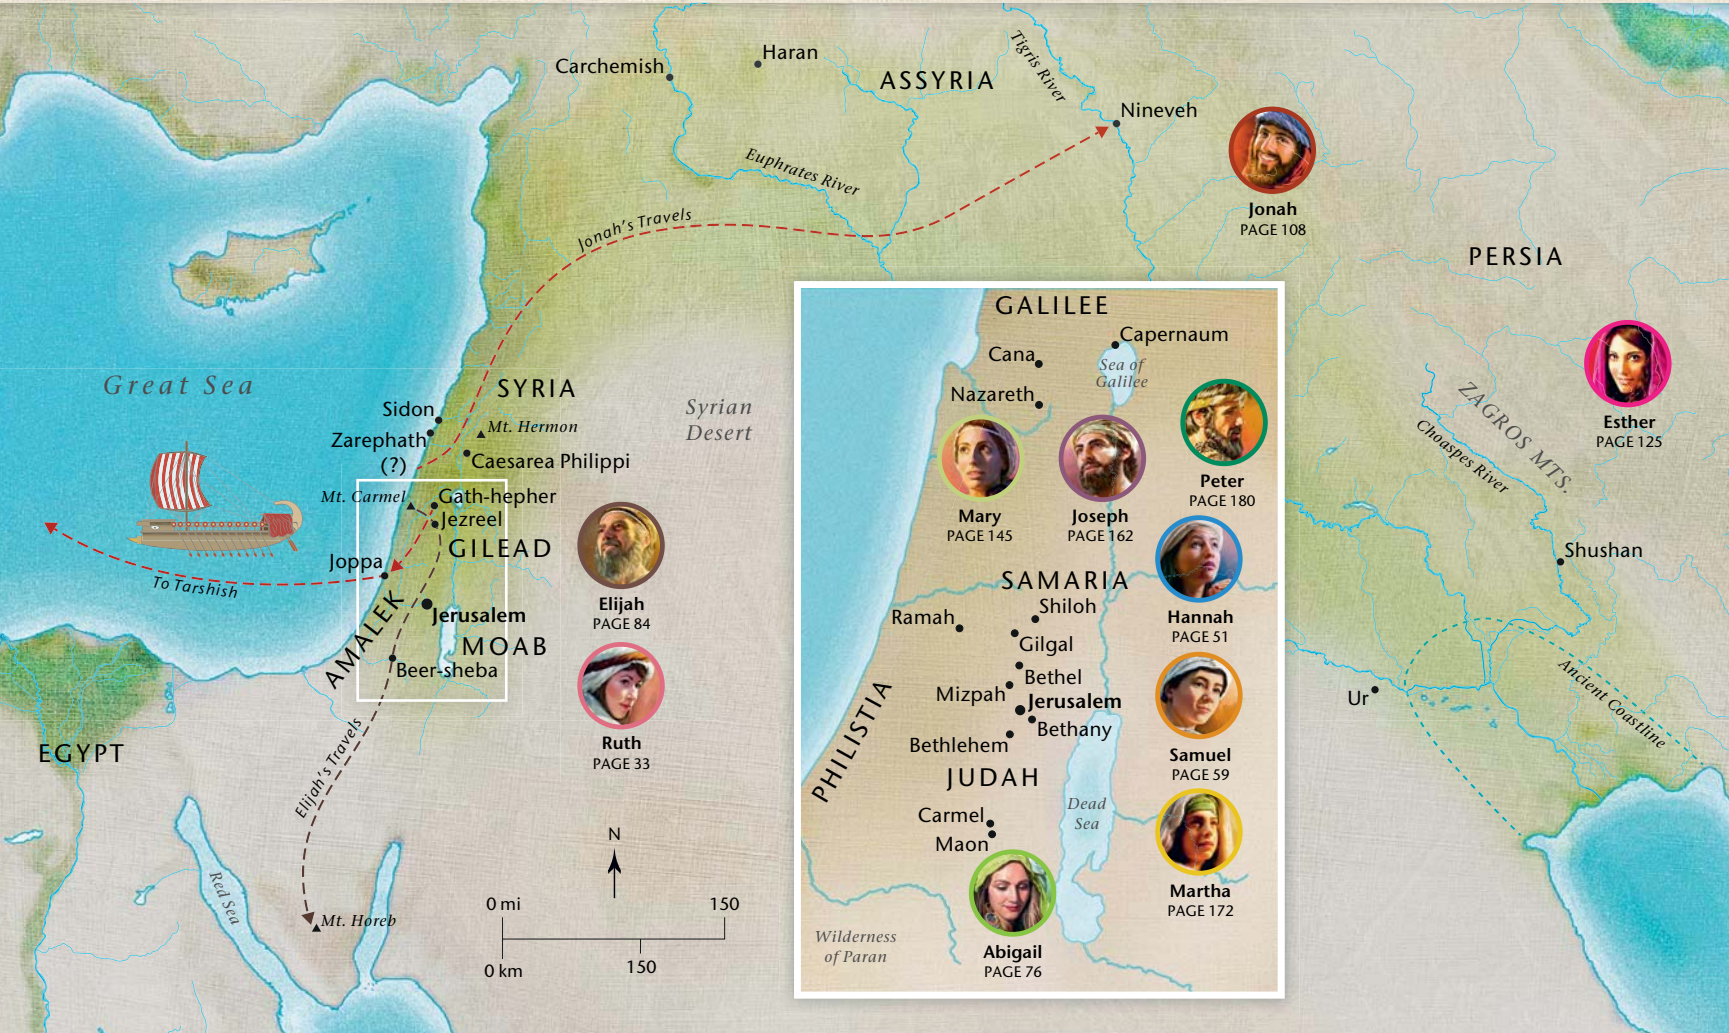 Carchemish
Haran
ASSYRIA
Tigris River
Nineveh
Euphrates River
Jonah's Travels
Jonah
PAGE 108
PERSIA
Great Sea
SYRIA
Syrian
Desert
Sidon
Zarephath
(?)
Mt. Hermon
Caesarea Philippi
Mt. Carmel
Gath-hepher
Jezreel
GILEAD
Joppa
To Tarshish
AMALEK
Jerusalem
MOAB
Beer-sheba
Elijah
PAGE 84
Ruth
PAGE 33
EGYPT
Elijah's Travels
Red Sea
Mt. Horeb
N
0 mi
150
0 km
150
GALILEE
Capernaum
Cana
Sea of
Galilee
Nazareth
Mary
PAGE 145
Joseph
PAGE 162
Peter
PAGE 180
SAMARIA
Shiloh
Ramah
Gilgal
Hannah
PAGE 51
Bethel
Mizpah
Jerusalem
Bethany
Bethlehem
PHILISTIA
JUDAH
Samuel
PAGE 59
Dead
Sea
Carmel
Maon
Martha
PAGE 172
Abigail
PAGE 76
Wilderness
of Paran
Esther
PAGE 125
ZAGROS MTS.
Choaspes River
Shushan
Ur
Ancient Coastline